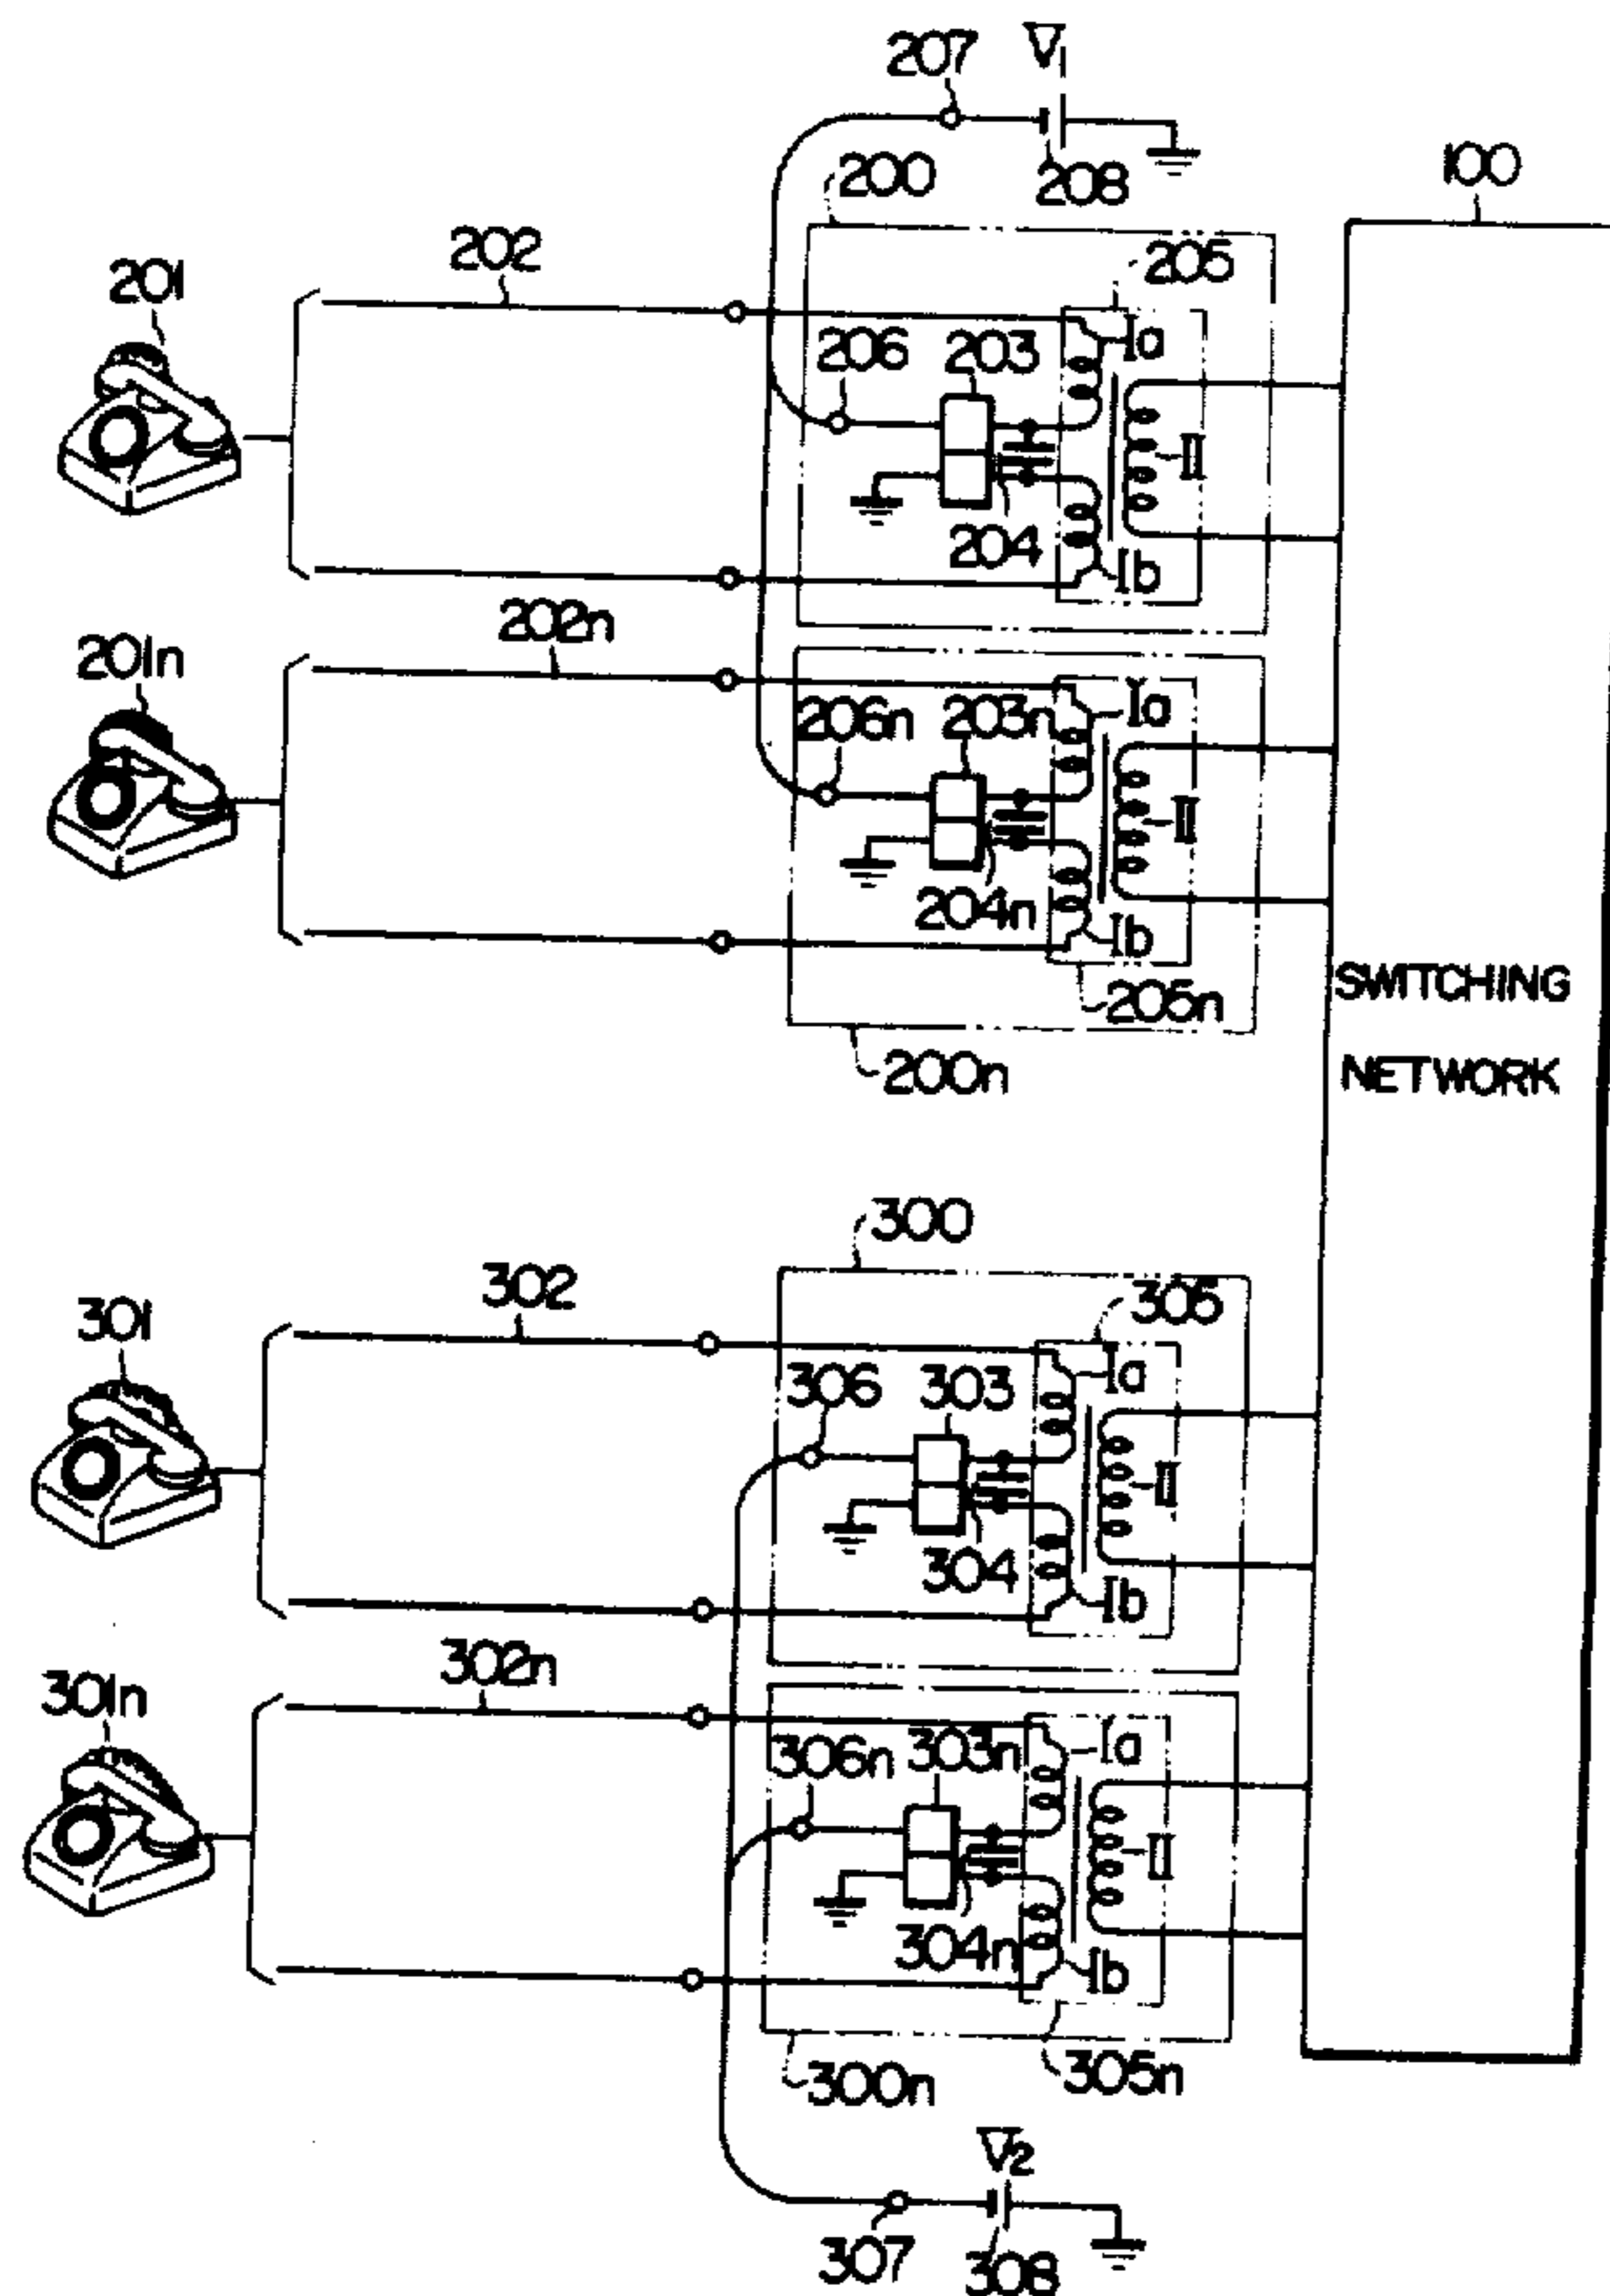 207
V1
200
208
100
202
205
201
206
203
Ia
II
204
Ib
202n
201n
206n
203n
Ia
II
204n
Ib
205n
200n
SWITCHING
NETWORK
300
302
305
301
306
303
Ia
II
304
Ib
302n
301n
306n
303n
Ia
II
304n
Ib
305n
300n
V2
307
308